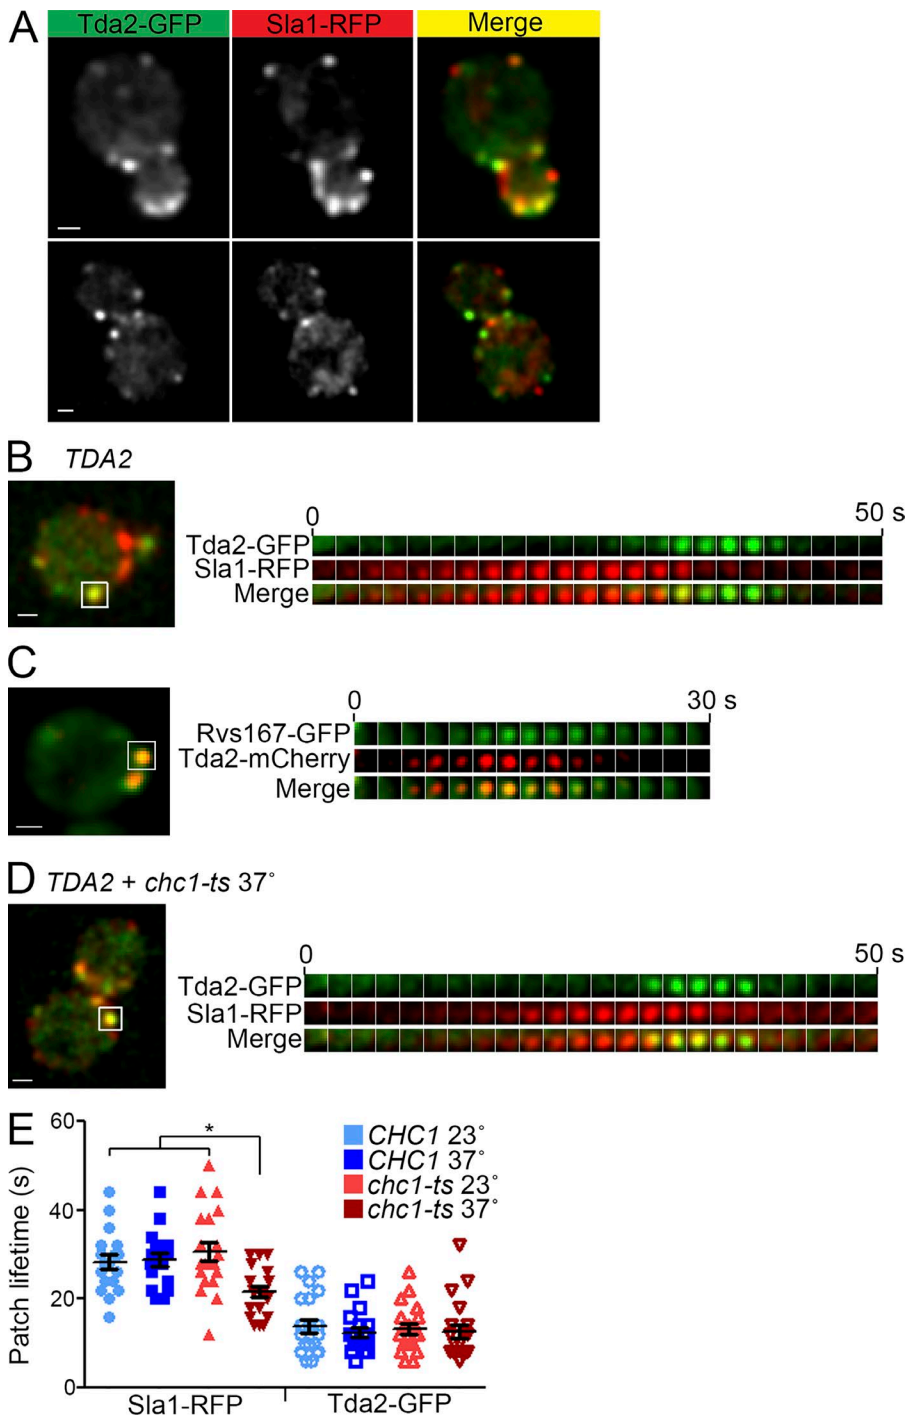 A
Tda2-GFP Sla1-RFP Merge
B TDA2
0 50 s
Tda2-GFP
Sla1-RFP
Merge
C
0 30 s
Rvs167-GFP
Tda2-mCherry
Merge
D TDA2 + chc1-ts 37°
0 50 s
Tda2-GFP
Sla1-RFP
Merge
E
Patch lifetime (s)
60
40
20
0
*
CHC1 23°
CHC1 37°
chc1-ts 23°
chc1-ts 37°
Sla1-RFP Tda2-GFP